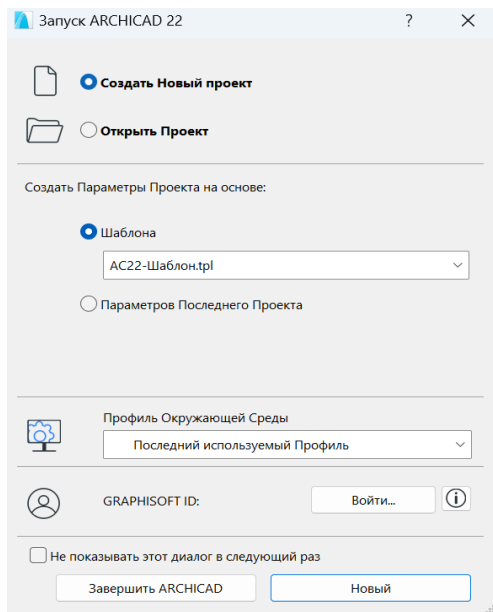 Запуск ARCHICAD 22 ?
Создать Новый проект
Открыть Проект
Создать Параметры Проекта на основе:
Шаблона
АС22-Шаблон.tpl
Параметров Последнего Проекта
Профиль Окружающей Среды
Последний используемый Профиль
GRAPHISOFT ID: Войти...
Не показывать этот диалог в следующий раз
Завершить ARCHICAD Новый